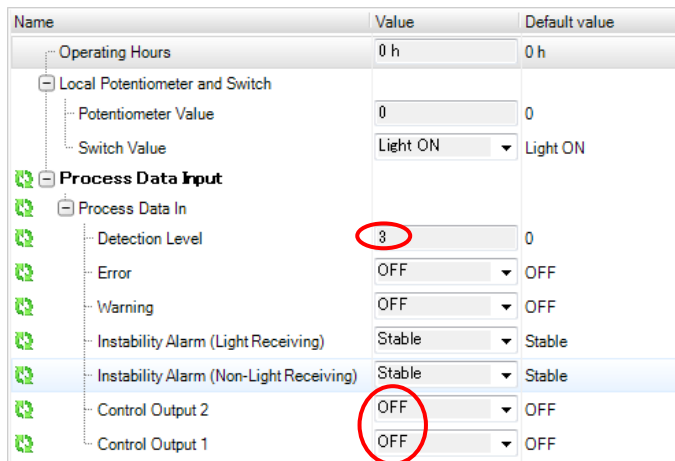 Name Value Default value
Operating Hours 0 h 0 h
Local Potentiometer and Switch
Potentiometer Value 0 0
Switch Value Light ON Light ON
Process Data Input
Process Data In
Detection Level 3 0
Error OFF OFF
Warning OFF OFF
Instability Alarm (Light Receiving) Stable Stable
Instability Alarm (Non-Light Receiving) Stable Stable
Control Output 2 OFF OFF
Control Output 1 OFF OFF